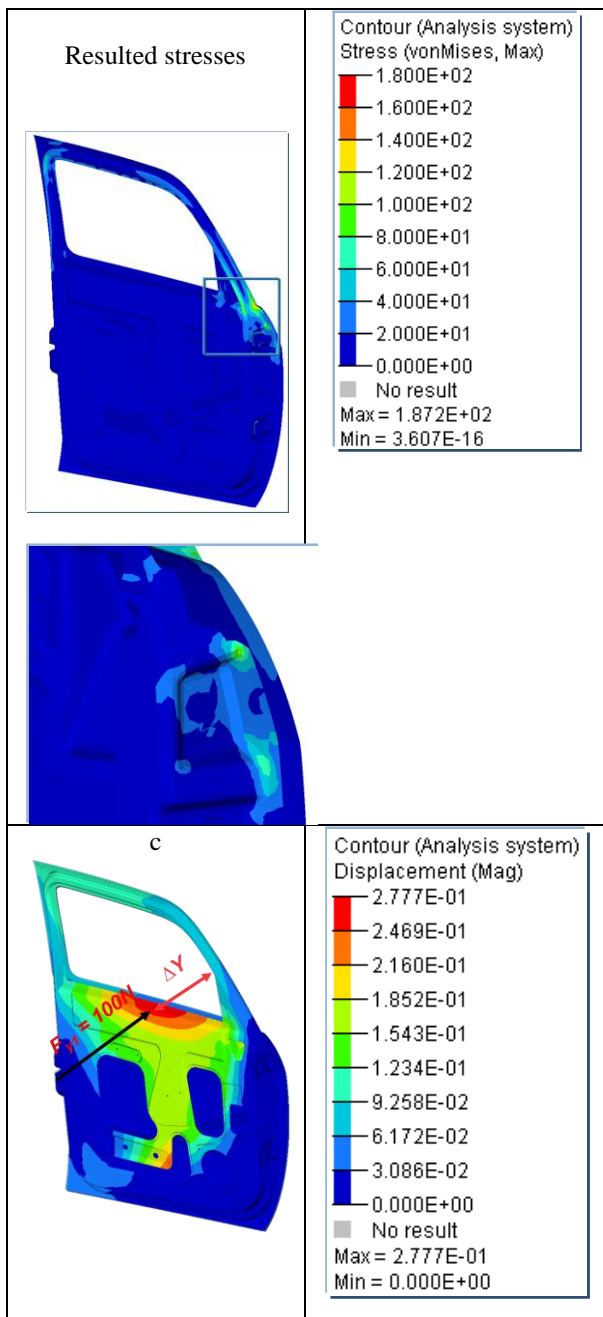 Resulted stresses
Contour (Analysis system)
Stress (vonMises, Max)
1.800E+02
1.600E+02
1.400E+02
1.200E+02
1.000E+02
8.000E+01
6.000E+01
4.000E+01
2.000E+01
0.000E+00
No result
Max = 1.872E+02
Min = 3.607E-16
c
ΔY
Fy1 = 100N
Contour (Analysis system)
Displacement (Mag)
2.777E-01
2.469E-01
2.160E-01
1.852E-01
1.543E-01
1.234E-01
9.258E-02
6.172E-02
3.086E-02
0.000E+00
No result
Max = 2.777E-01
Min = 0.000E+00